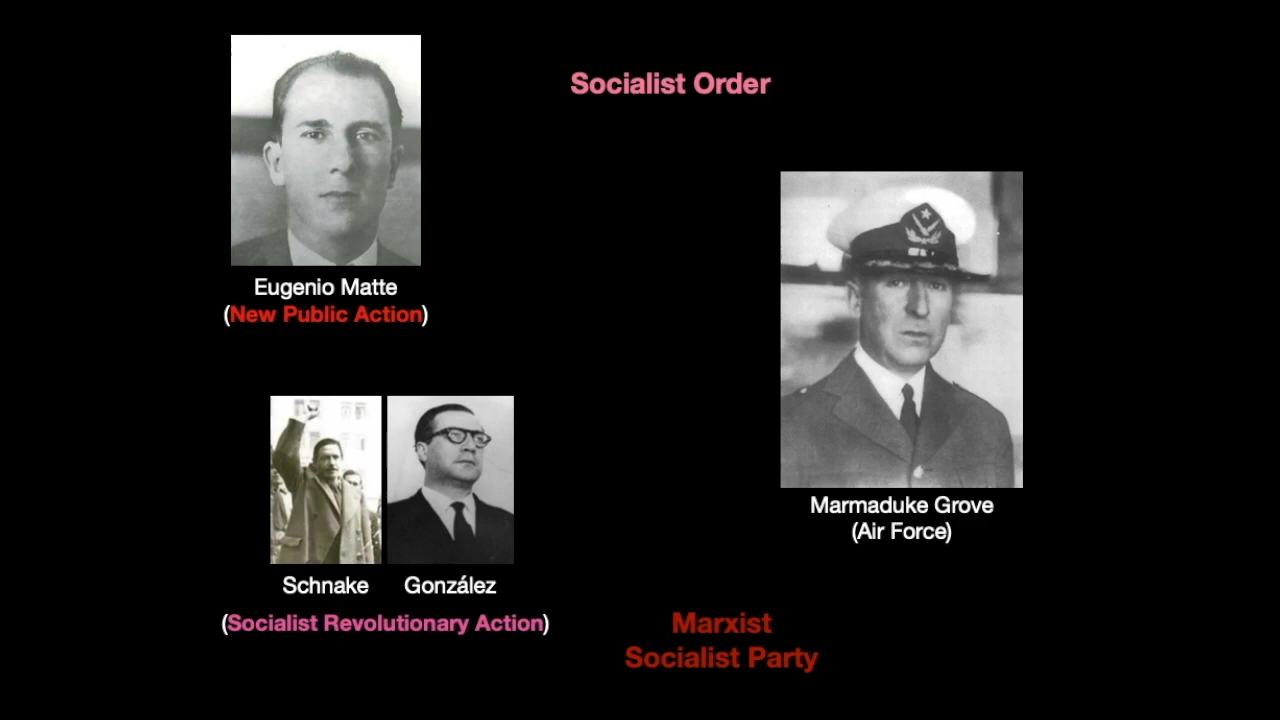 Socialist Order
Eugenio Matte
(New Public Action)
Marmaduke Grove
(Air Force)
Schnake
González
(Socialist Revolutionary Action)
Marxist
Socialist Party